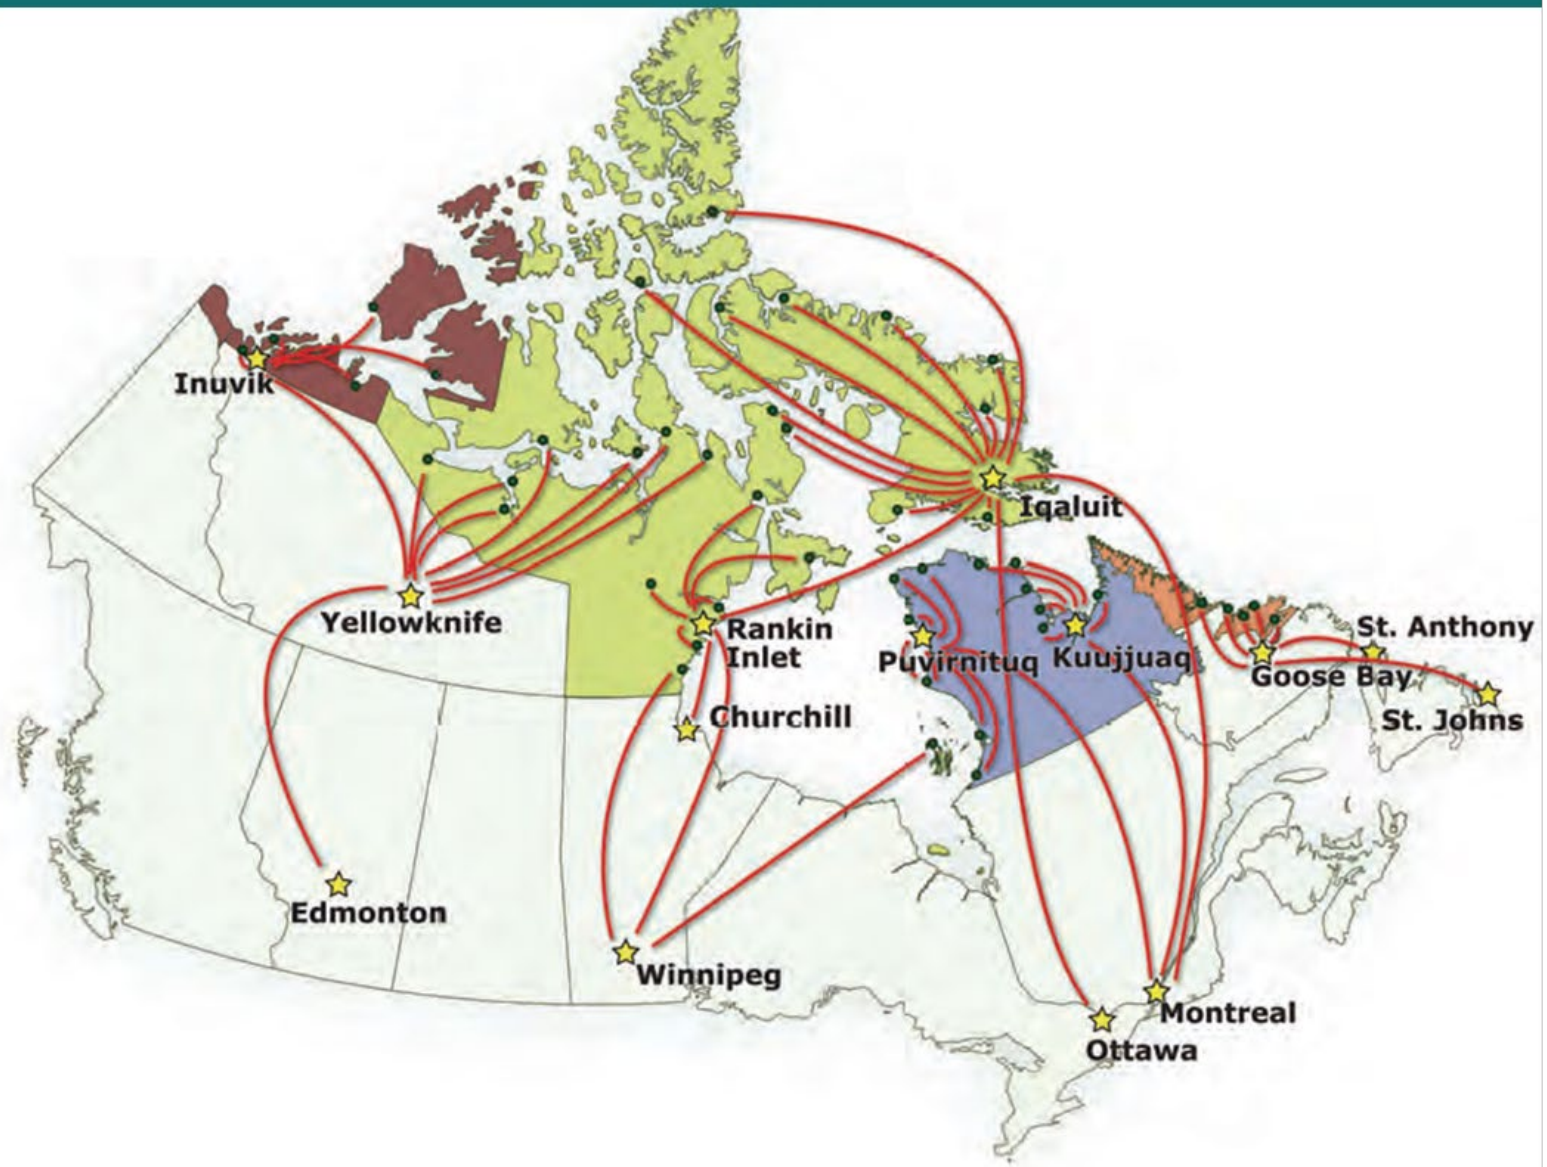 Inuvik
Iqaluit
Yellowknife
Rankin
Inlet
St. Anthony
Puvirnituq
Kuujjuaq
Goose Bay
Churchill
St. Johns
Edmonton
Winnipeg
Montreal
Ottawa